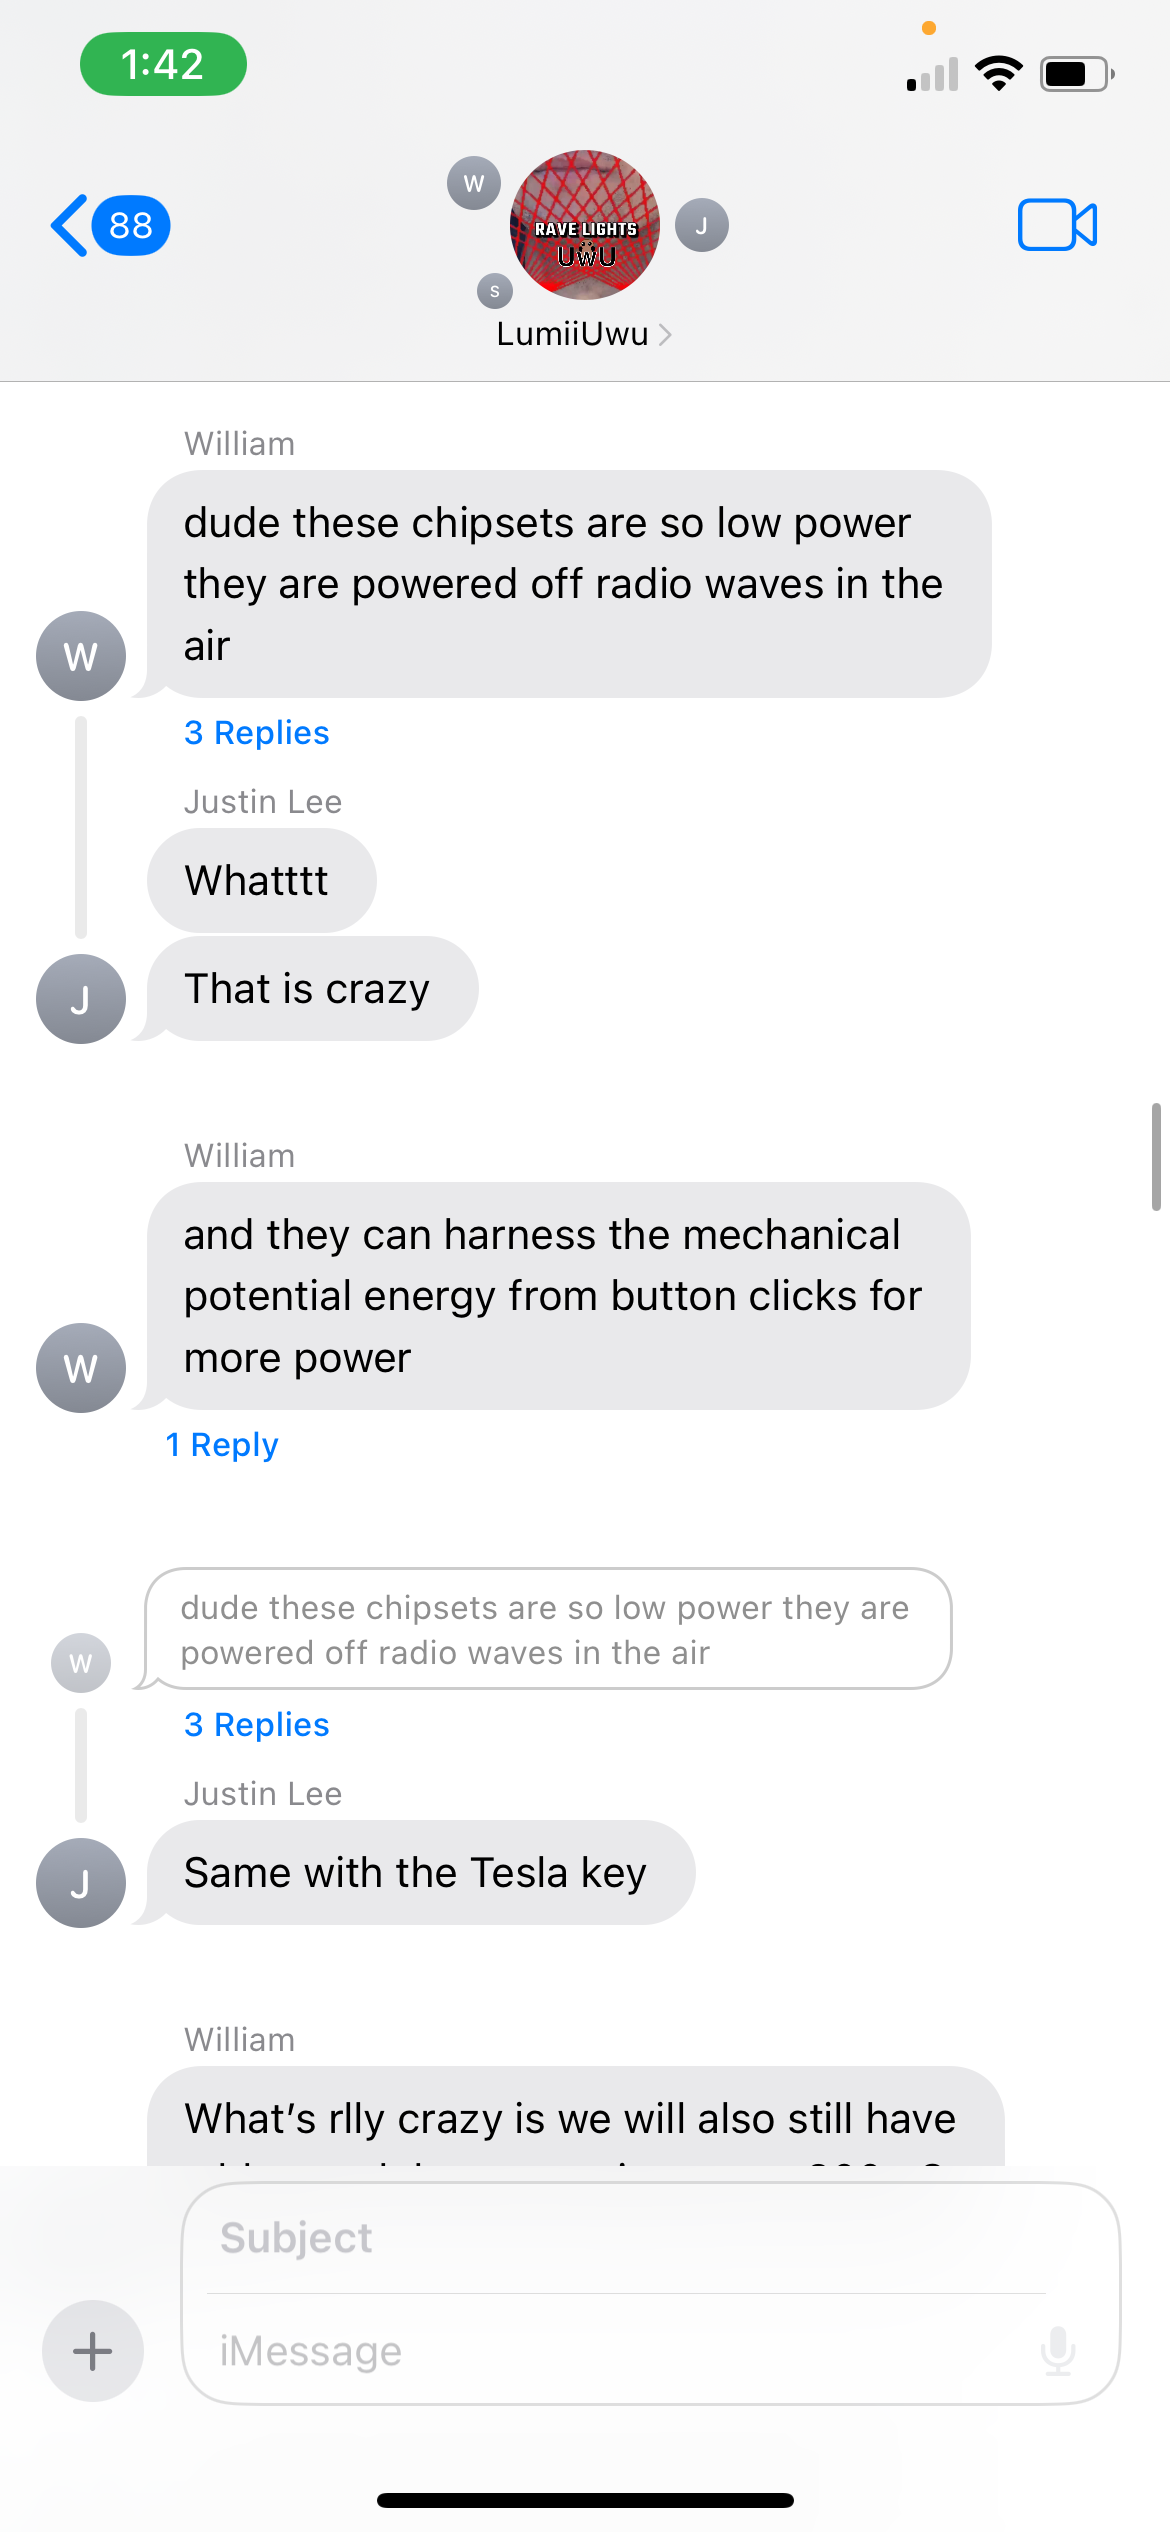 1:42
88
W
RAVE LIGHTS
UWU
J
S
LumiiUwu
William
dude these chipsets are so low power
they are powered off radio waves in the
air
W
3 Replies
Justin Lee
Whatttt
That is crazy
J
William
and they can harness the mechanical
potential energy from button clicks for
more power
W
1 Reply
dude these chipsets are so low power they are
powered off radio waves in the air
W
3 Replies
Justin Lee
Same with the Tesla key
J
William
What's rlly crazy is we will also still have
Subject
iMessage